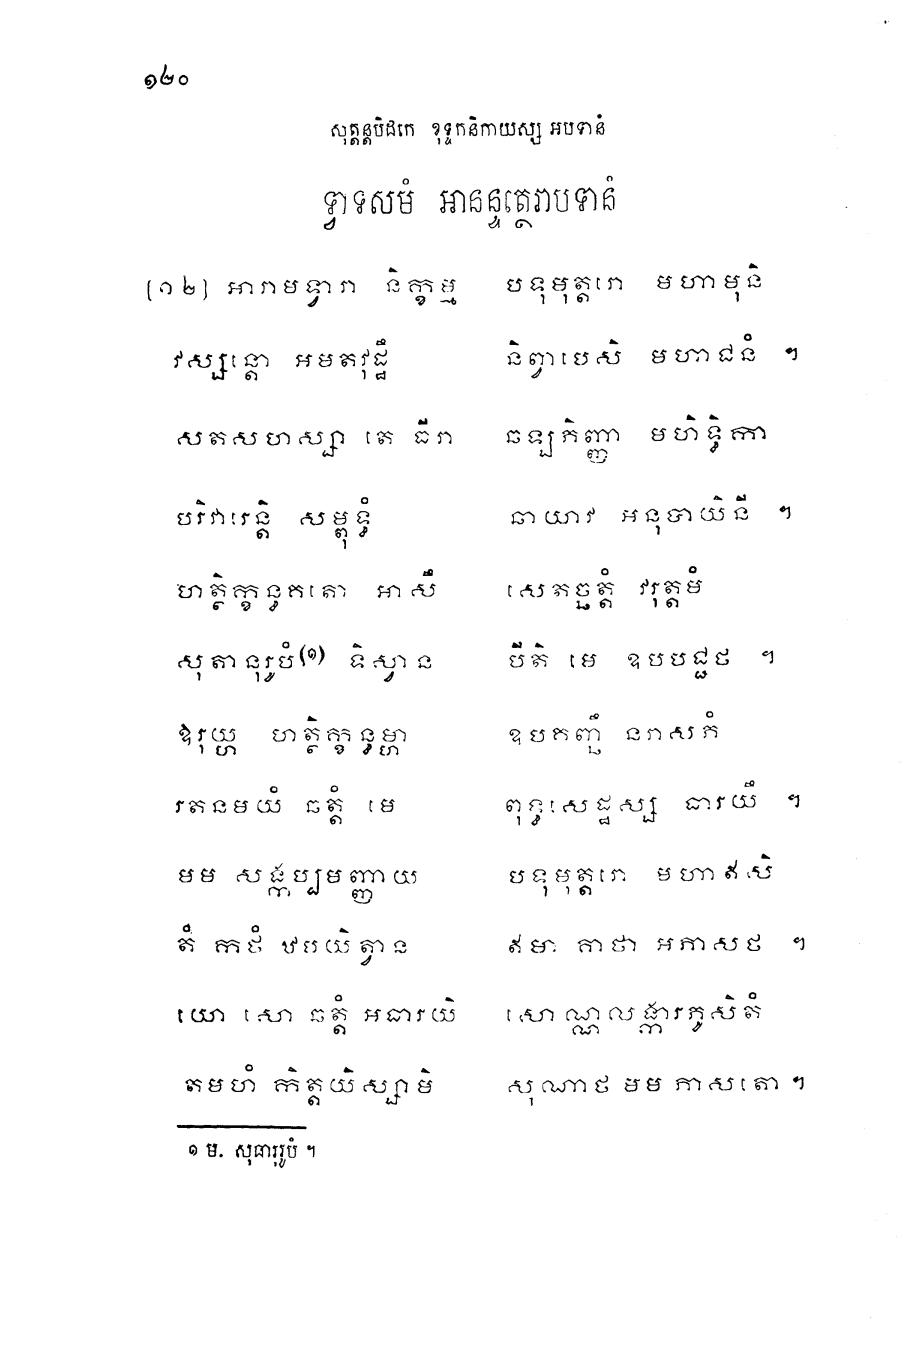 ១២០
សុត្តន្តបិដកេ ខុទ្ទកនិកាយស្ស អបទានំ
ទ្វាទសមំ អានន្ទត្ថេរាបទានំ
[១២] អារាមទ្វារា និក្ខម្ម បទុមុត្តរោ មហាមុនិ
វស្សន្តោ អមតវុដ្ឋឹ និព្វាបេសិ មហាជនំ ។
សតសហស្សា តេ ធីរា ឆឡភិញ្ញា មហិទ្ធិកា
បរិវារេន្តិ សម្ពុទ្ធំ ឆាយាវ អនុបាយិនី ។
ហត្ថិក្ខន្ធគតោ អាសឹ សេតច្ឆត្តំ វរុត្តមំ
សុតានុរូបំ(១) ទិស្វាន បីតិ មេ ឧបបជ្ជថ ។
ឱរុយ្ហ ហត្ថិក្ខន្ធម្ហា ឧបគញ្ឆឹ នរាសភំ
រតនមយំ ឆត្តំ មេ ពុទ្ធសេដ្ឋស្ស ធារយឹ ។
មម សង្កប្បមញ្ញាយ បទុមុត្តរោ មហាឥសិ
តំ កថំ ឋបយិត្វាន ឥមា គាថា អភាសថ ។
យោ សោ ឆត្តំ អធារយិ សោណ្ណលង្ការភូសិតំ
តមហំ កិត្តយិស្សាមិ សុណាថ មម ភាសតោ ។
១ ម. សុចារុរូបំ ។